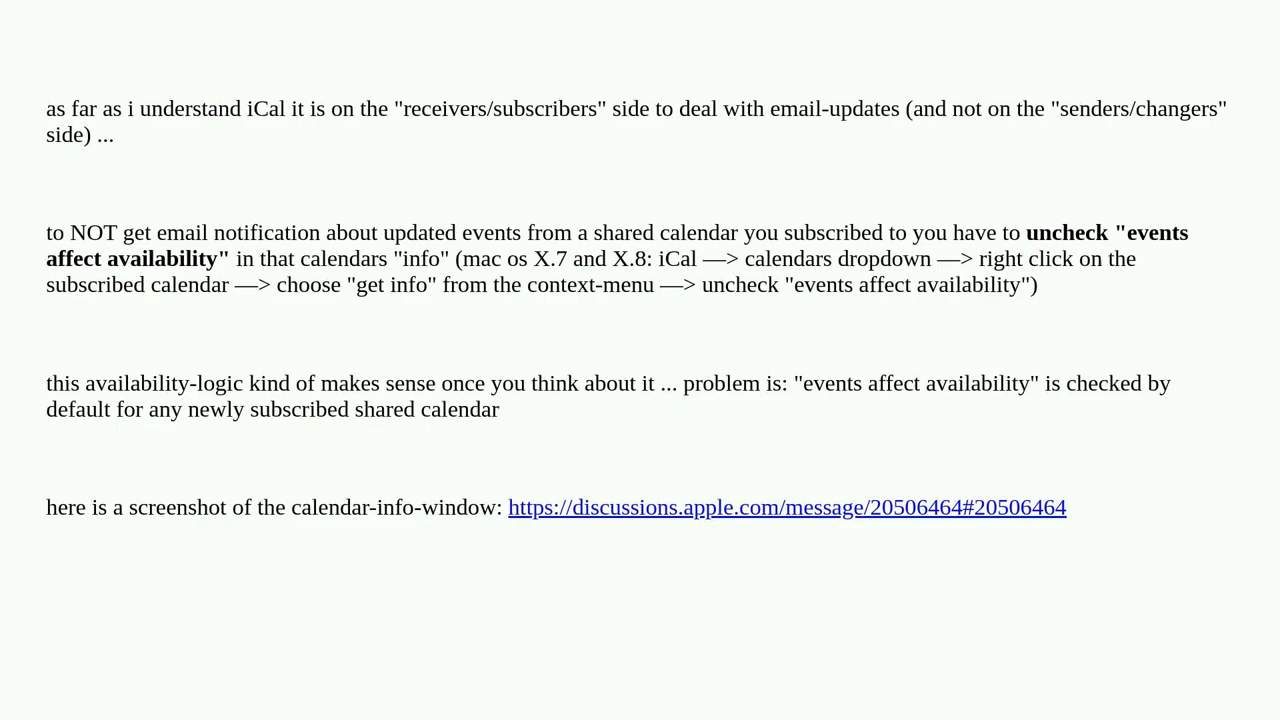 as far as i understand iCal it is on the "receivers/subscribers" side to deal with email-updates (and not on the "senders/changers"
side) ...
to NOT get email notification about updated events from a shared calendar you subscribed to you have to uncheck "events
affect availability" in that calendars "info" (mac os X.7 and X.8: iCal —> calendars dropdown —> right click on the
subscribed calendar —> choose "get info" from the context-menu —> uncheck "events affect availability")
this availability-logic kind of makes sense once you think about it ... problem is: "events affect availability" is checked by
default for any newly subscribed shared calendar
here is a screenshot of the calendar-info-window: https://discussions.apple.com/message/20506464#20506464